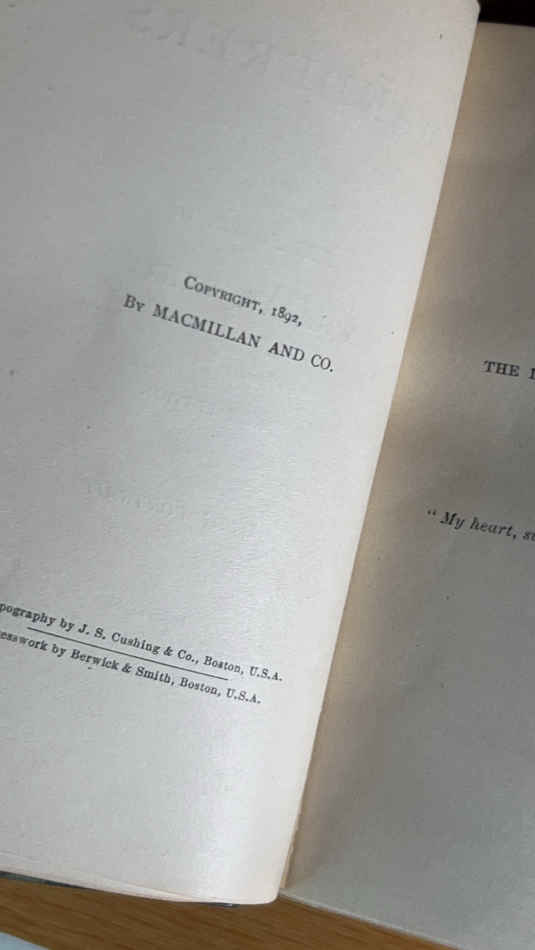 COPYRIGHT, 1892,
BY MACMILLAN AND CO.
pography by J. S. Cushing & Co., Boston, U.S.A.
esswork by Berwick & Smith, Boston, U.S.A.
THE
"My heart,